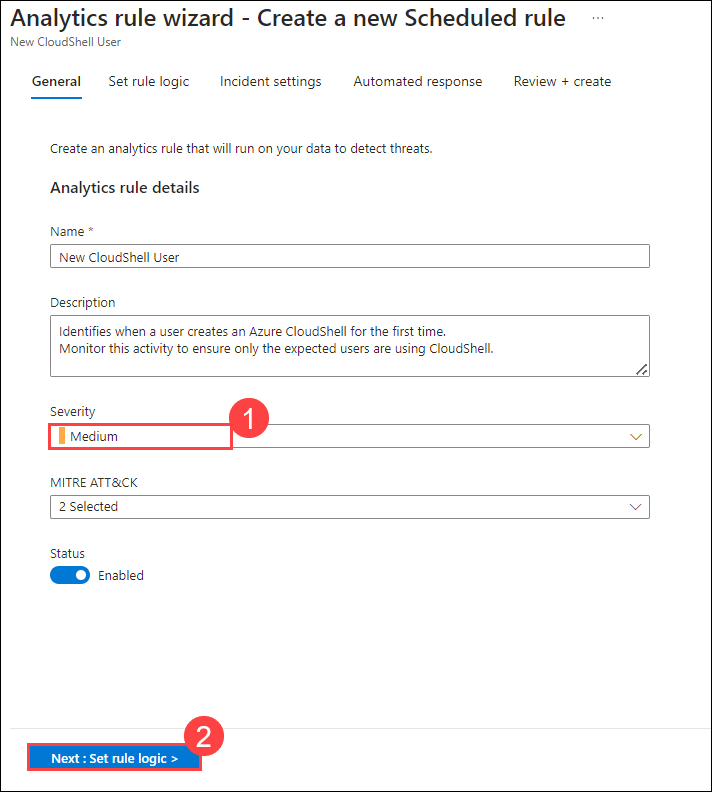 Analytics rule wizard - Create a new Scheduled rule ...
New CloudShell User
General Set rule logic Incident settings Automated response Review + create
Create an analytics rule that will run on your data to detect threats.
Analytics rule details
Name *
New CloudShell User
Description
Identifies when a user creates an Azure CloudShell for the first time.
Monitor this activity to ensure only the expected users are using CloudShell.
Severity
1
Medium
MITRE ATT&CK
2 Selected
Status
Enabled
2
Next : Set rule logic >